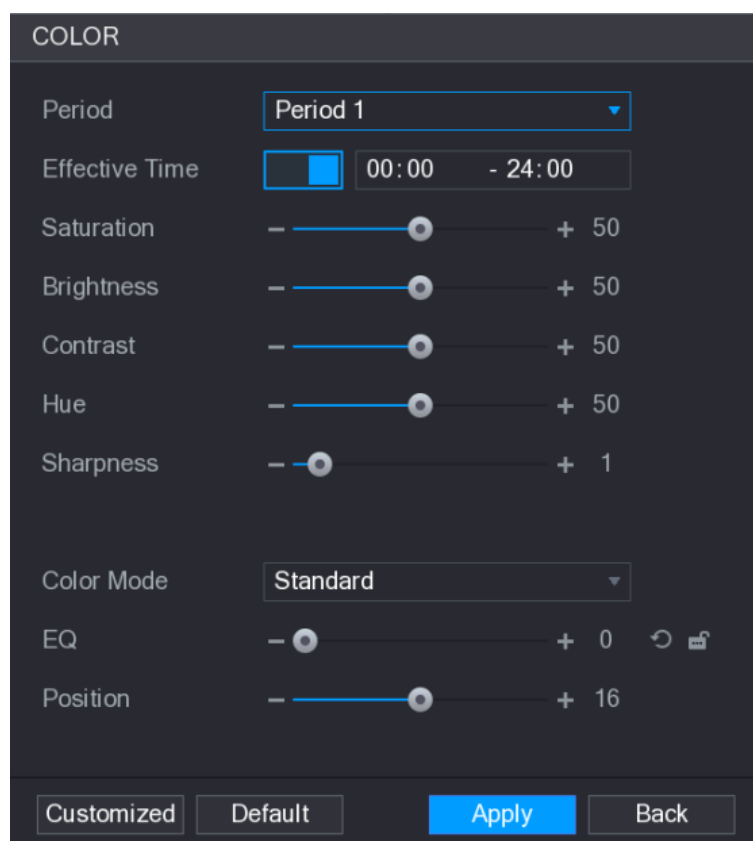 COLOR
Period Period 1
Effective Time 00:00 - 24:00
Saturation - + 50
Brightness - + 50
Contrast - + 50
Hue - + 50
Sharpness - + 1
Color Mode Standard
EQ - + 0
Position - + 16
Customized Default Apply Back